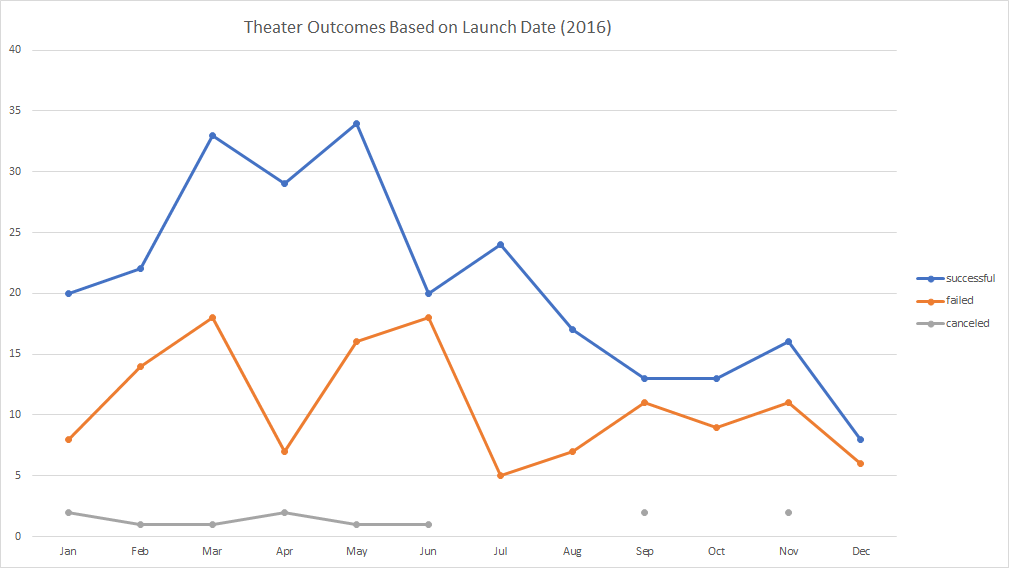 Theater Outcomes Based on Launch Date (2016)
40
35
30
25
20
15
10
5
0
Jan Feb Mar Apr May Jun Jul Aug Sep Oct Nov Dec
successful
failed
canceled